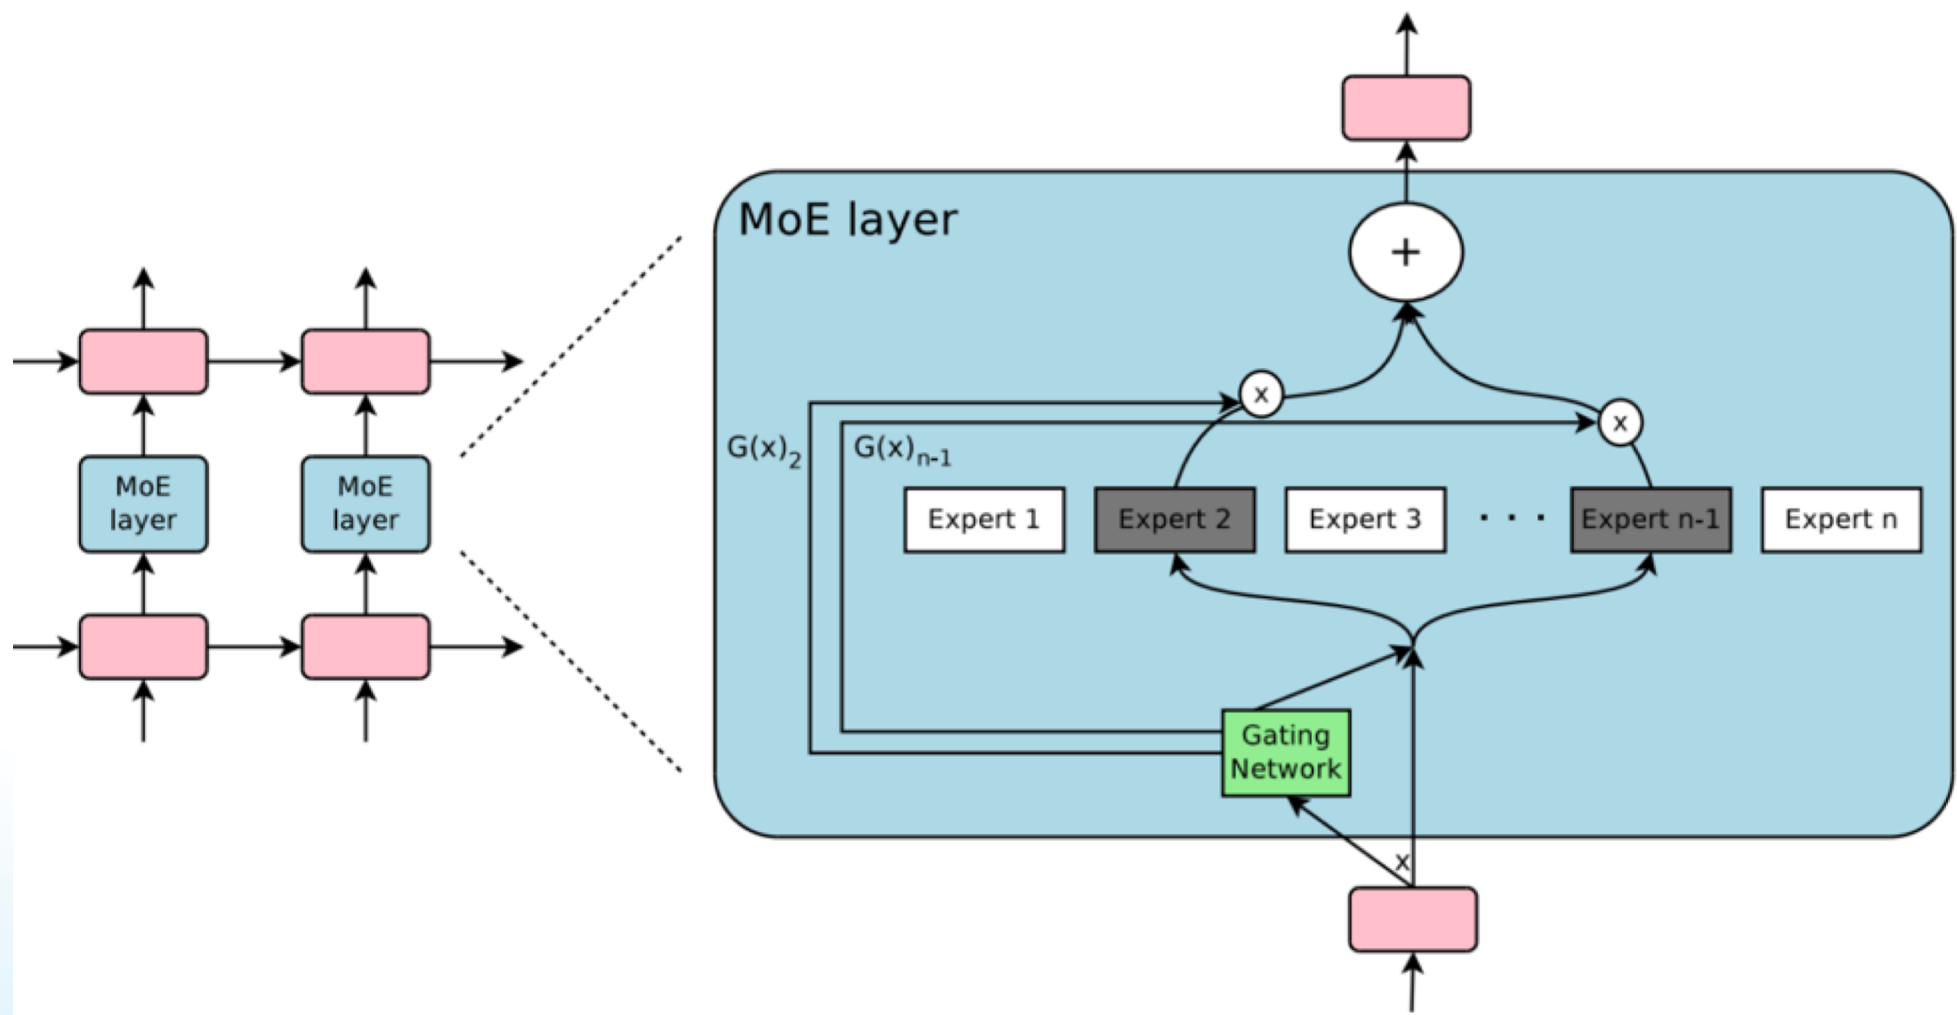 MoE layer
+
x
x
G(x)2
G(x)n-1
MoE
layer
MoE
layer
Expert 1
Expert 2
Expert 3
. . .
Expert n-1
Expert n
Gating
Network
x